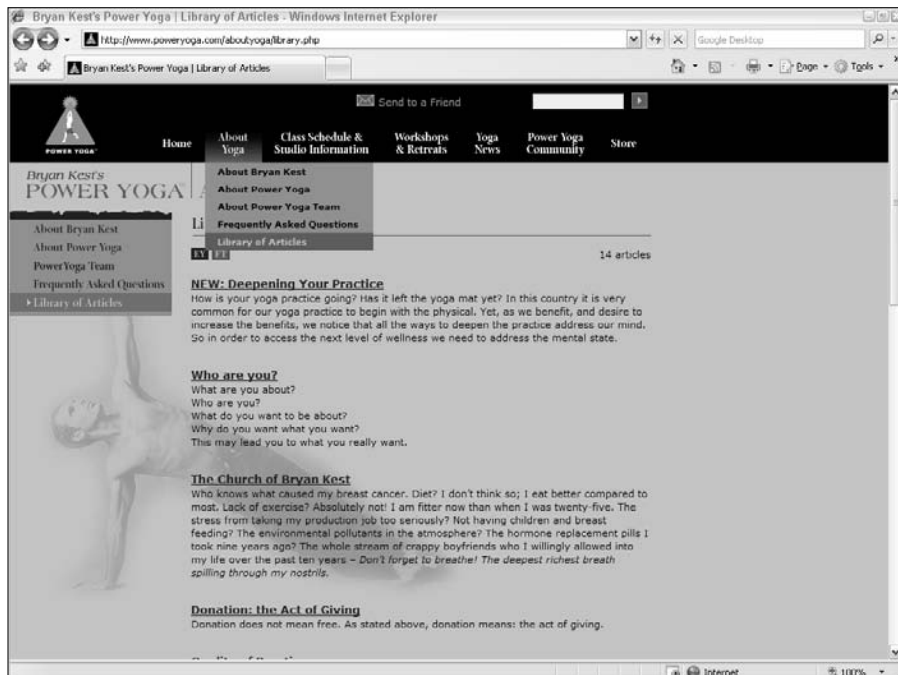 Bryan Kest's Power Yoga | Library of Articles - Windows Internet Explorer
http://www.poweryoga.com/aboutyoga/library.php
Google Desktop
Bryan Kest's Power Yoga | Library of Articles
Page
Tools
Send to a Friend
POWER YOGA
Home
About Yoga
Class Schedule & Studio Information
Workshops & Retreats
Yoga News
Power Yoga Community
Store
About Bryan Kest
About Power Yoga
About Power Yoga Team
Frequently Asked Questions
Library of Articles
Bryan Kest's
POWER YOGA
About Bryan Kest
About Power Yoga
PowerYoga Team
Frequently Asked Questions
Library of Articles
14 articles
NEW: Deepening Your Practice
How is your yoga practice going? Has it left the yoga mat yet? In this country it is very
common for our yoga practice to begin with the physical. Yet, as we benefit, and desire to
increase the benefits, we notice that all the ways to deepen the practice address our mind.
So in order to access the next level of wellness we need to address the mental state.
Who are you?
What are you about?
Who are you?
What do you want to be about?
Why do you want what you want?
This may lead you to what you really want.
The Church of Bryan Kest
Who knows what caused my breast cancer. Diet? I don't think so; I eat better compared to
most. Lack of exercise? Absolutely not! I am fitter now than when I was twenty-five. The
stress from taking my production job too seriously? Not having children and breast
feeding? The environmental pollutants in the atmosphere? The hormone replacement pills I
took nine years ago? The whole stream of crappy boyfriends who I willingly allowed into
my life over the past ten years – Don't forget to breathe! The deepest richest breath
spilling through my nostrils.
Donation: the Act of Giving
Donation does not mean free. As stated above, donation means: the act of giving.
Internet
100%